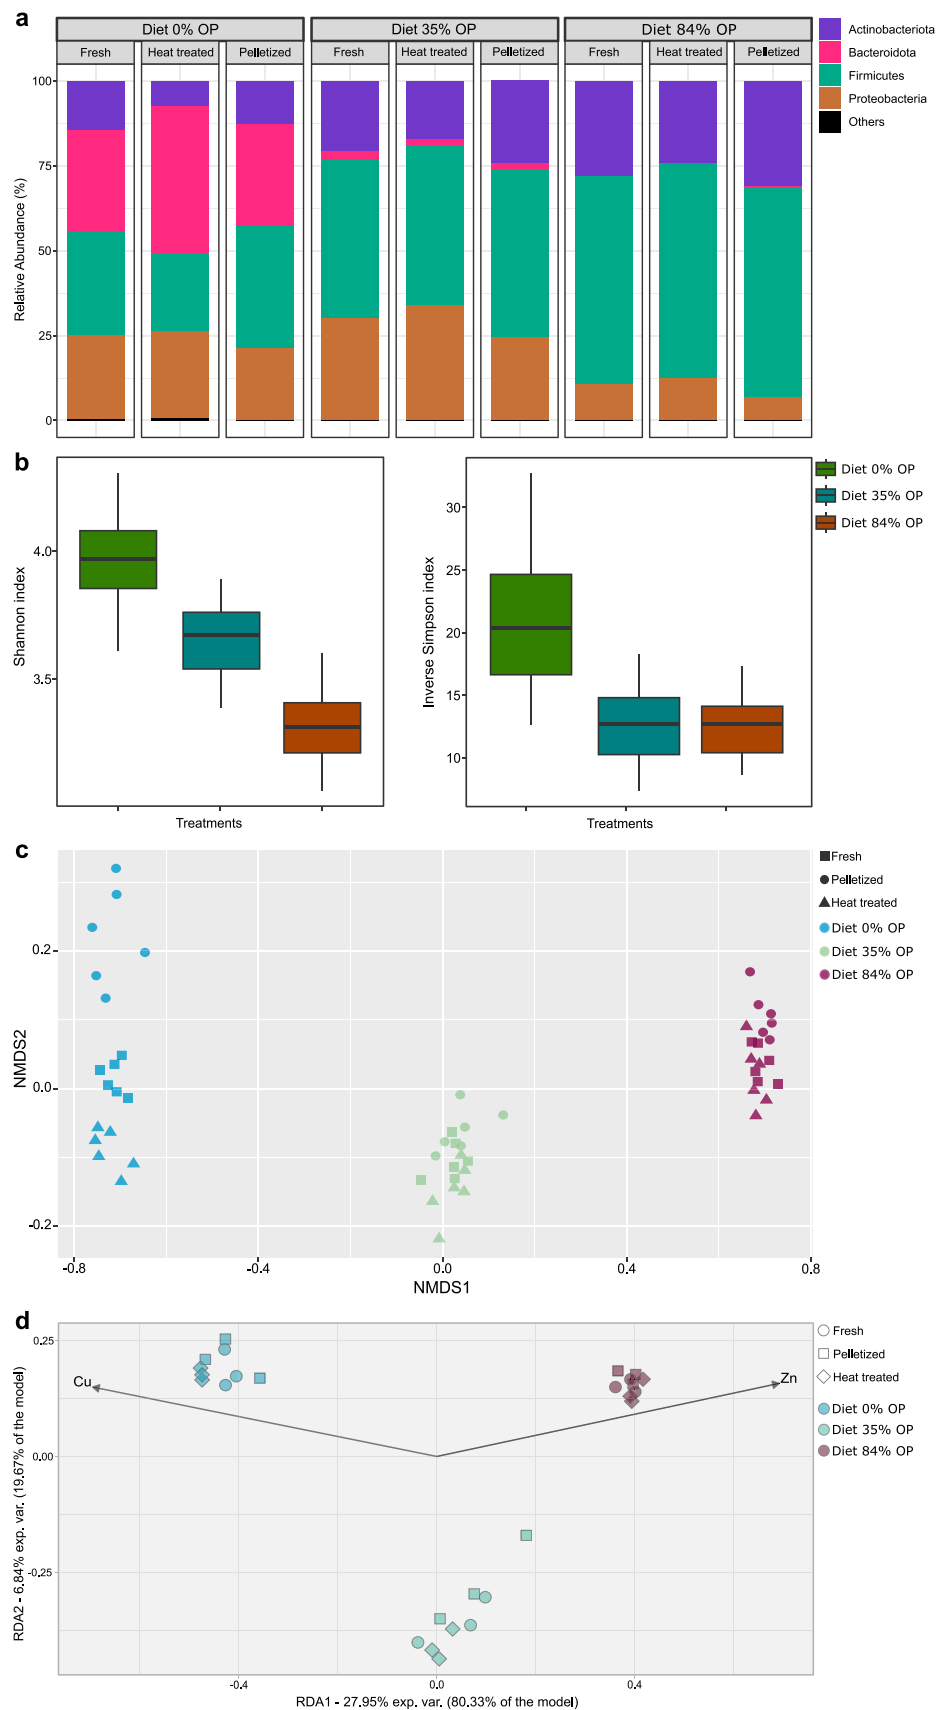 a
Diet 0% OP
Diet 35% OP
Diet 84% OP
Fresh
Heat treated
Pelletized
Fresh
Heat treated
Pelletized
Fresh
Heat treated
Pelletized
Actinobacteriota
Bacteroidota
Firmicutes
Proteobacteria
Others
Relative Abundance (%)
100
75
50
25
0
b
Shannon index
4.0
3.5
Treatments
Inverse Simpson index
30
25
20
15
10
Treatments
Diet 0% OP
Diet 35% OP
Diet 84% OP
c
NMDS2
0.2
0.0
-0.2
-0.8
-0.4
0.0
0.4
0.8
NMDS1
Fresh
Pelletized
Heat treated
Diet 0% OP
Diet 35% OP
Diet 84% OP
d
RDA2 - 6.84% exp. var. (19.67% of the model)
0.25
0.00
-0.25
Cu
Zn
-0.4
0.0
0.4
RDA1 - 27.95% exp. var. (80.33% of the model)
Fresh
Pelletized
Heat treated
Diet 0% OP
Diet 35% OP
Diet 84% OP